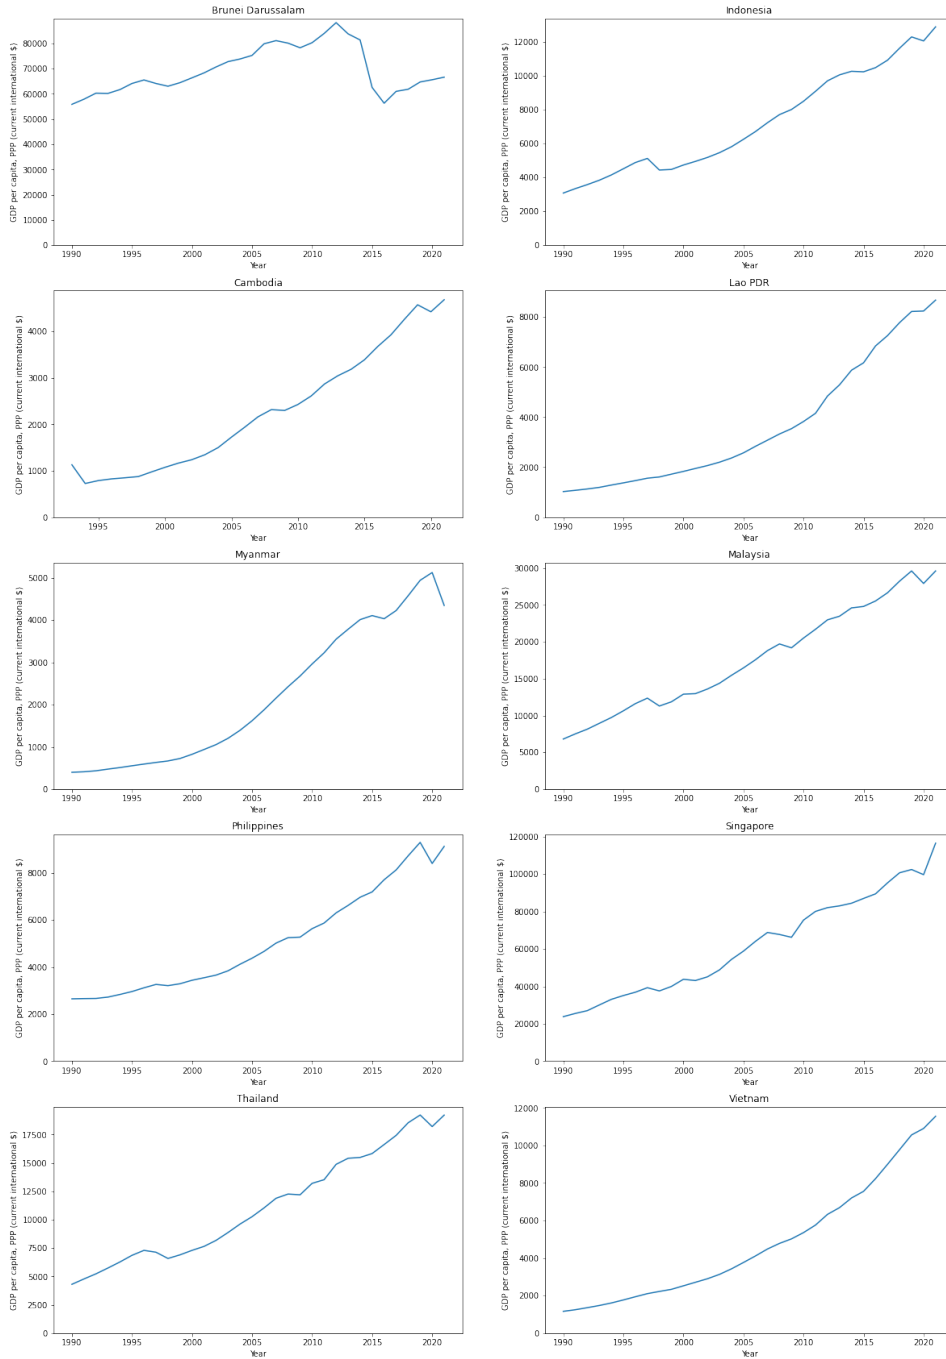 Brunei Darussalam
GDP per capita, PPP (current international $)
80000
70000
60000
50000
40000
30000
20000
10000
0
1990 1995 2000 2005 2010 2015 2020
Year
Indonesia
GDP per capita, PPP (current international $)
12000
10000
8000
6000
4000
2000
0
1990 1995 2000 2005 2010 2015 2020
Year
Cambodia
GDP per capita, PPP (current international $)
4000
3000
2000
1000
0
1995 2000 2005 2010 2015 2020
Year
Lao PDR
GDP per capita, PPP (current international $)
8000
6000
4000
2000
0
1990 1995 2000 2005 2010 2015 2020
Year
Myanmar
GDP per capita, PPP (current international $)
5000
4000
3000
2000
1000
0
1990 1995 2000 2005 2010 2015 2020
Year
Malaysia
GDP per capita, PPP (current international $)
30000
25000
20000
15000
10000
5000
0
1990 1995 2000 2005 2010 2015 2020
Year
Philippines
GDP per capita, PPP (current international $)
8000
6000
4000
2000
0
1990 1995 2000 2005 2010 2015 2020
Year
Singapore
GDP per capita, PPP (current international $)
120000
100000
80000
60000
40000
20000
0
1990 1995 2000 2005 2010 2015 2020
Year
Thailand
GDP per capita, PPP (current international $)
17500
15000
12500
10000
7500
5000
2500
0
1990 1995 2000 2005 2010 2015 2020
Year
Vietnam
GDP per capita, PPP (current international $)
12000
10000
8000
6000
4000
2000
0
1990 1995 2000 2005 2010 2015 2020
Year